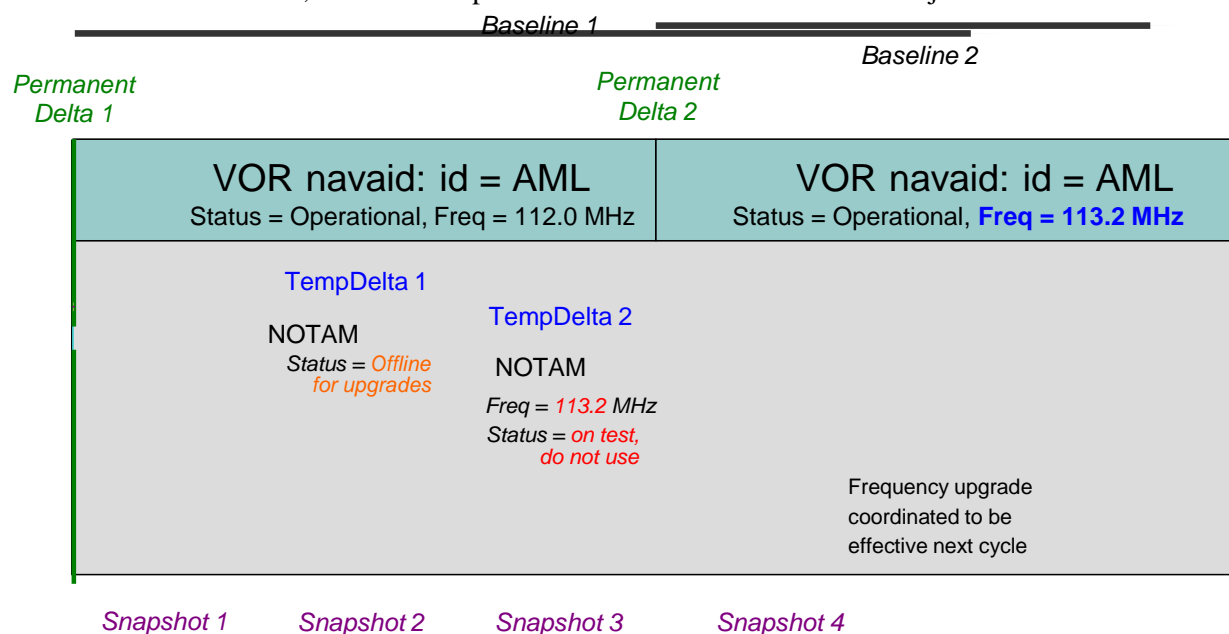 Baseline 1
Baseline 2
Permanent
Delta 1
Permanent
Delta 2
VOR navaid: id = AML
Status = Operational, Freq = 112.0 MHz
VOR navaid: id = AML
Status = Operational, Freq = 113.2 MHz
TempDelta 1
NOTAM
Status = Offline
for upgrades
TempDelta 2
NOTAM
Freq = 113.2 MHz
Status = on test,
do not use
Frequency upgrade
coordinated to be
effective next cycle
Snapshot 1
Snapshot 2
Snapshot 3
Snapshot 4